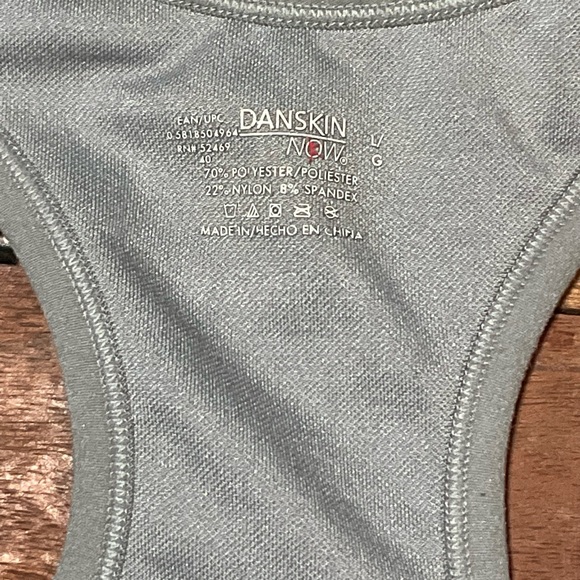 EAN/UPC
0 5818504964
RN# 52469
40
DANSKIN
NOW®
L/G
70% POLYESTER/POLIESTER
22% NYLON 8% SPANDEX
MADE IN/HECHO EN CHINA